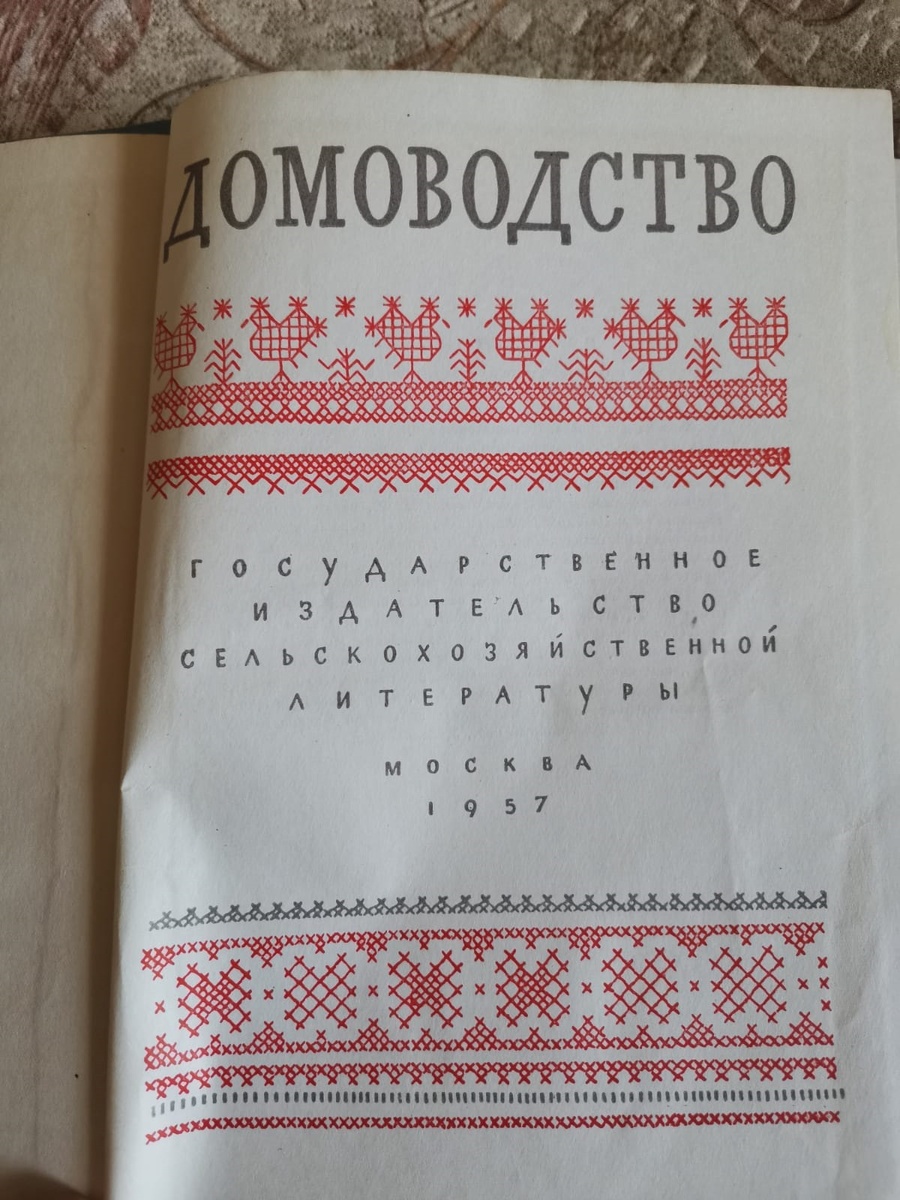 ДОМОВОДСТВО
ГОСУДАРСТВЕННОЕ
ИЗДАТЕЛЬСТВО
СЕЛЬСКОХОЗЯЙСТВЕННОЙ
ЛИТЕРАТУРЫ
МОСКВА
1957